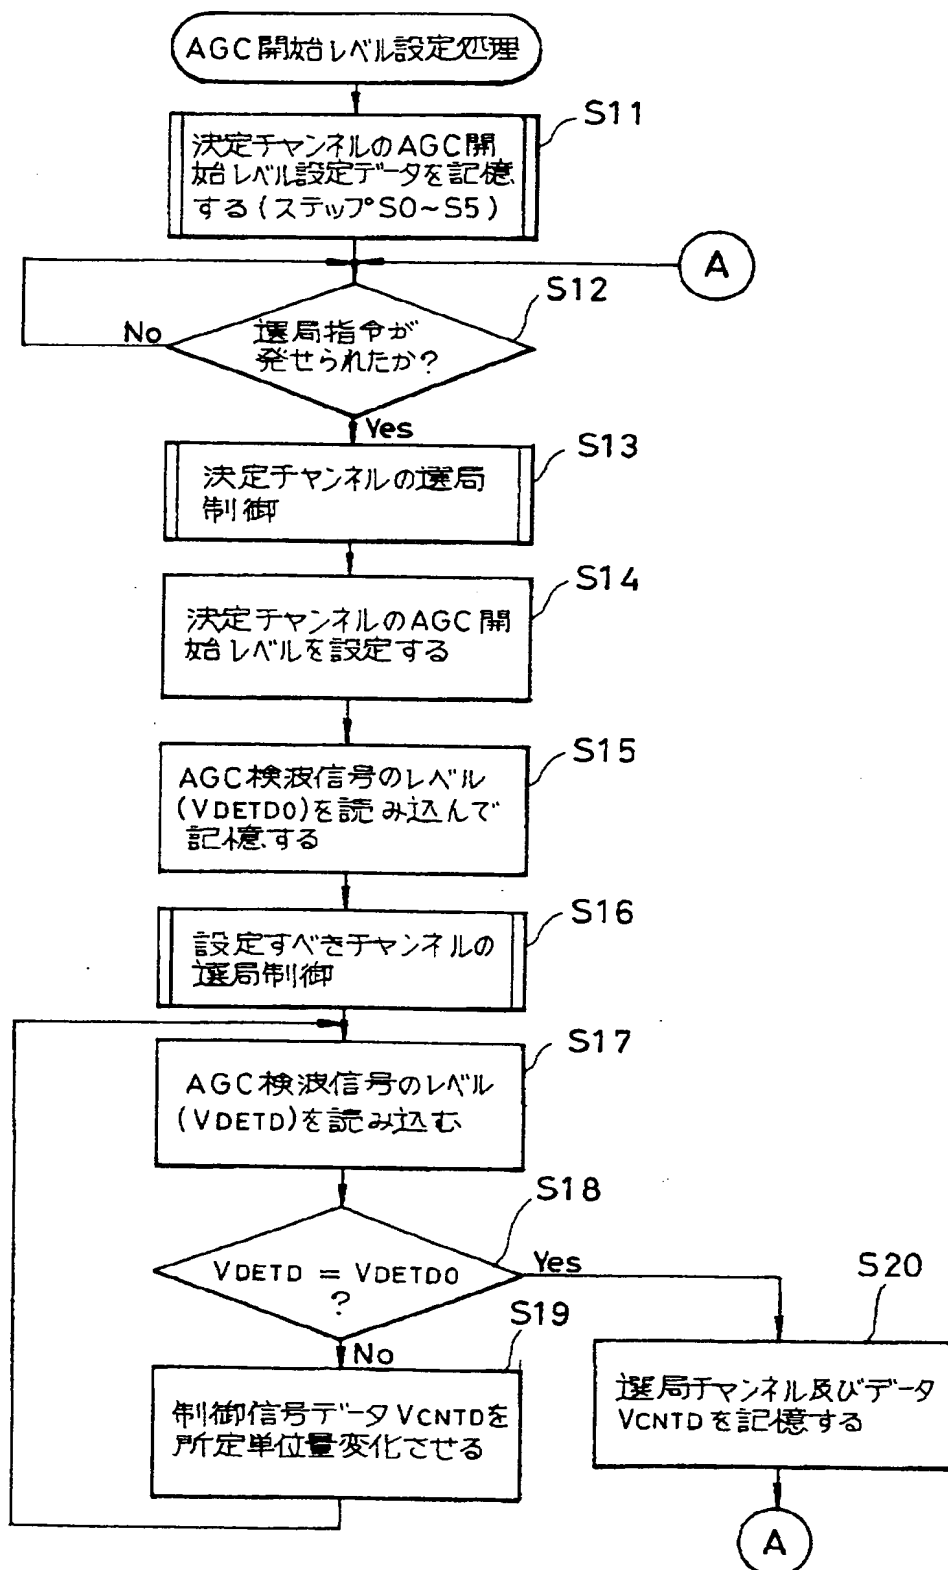 AGC開始レベル設定処理
S11
決定チャンネルのAGC開
始レベル設定データを記憶
する(ステップS0~S5)
A
S12
選局指令が
発せられたか?
No
Yes
S13
決定チャンネルの選局
制御
S14
決定チャンネルのAGC開
始レベルを設定する
S15
AGC検波信号のレベル
(VDETD0)を読み込んで
記憶する
S16
設定すべきチャンネルの
選局制御
S17
AGC検波信号のレベル
(VDETD)を読み込む
S18
VDETD = VDETD0
?
Yes
No
S19
制御信号データVCNTDを
所定単位量変化させる
S20
選局チャンネル及びデータ
VCNTDを記憶する
A